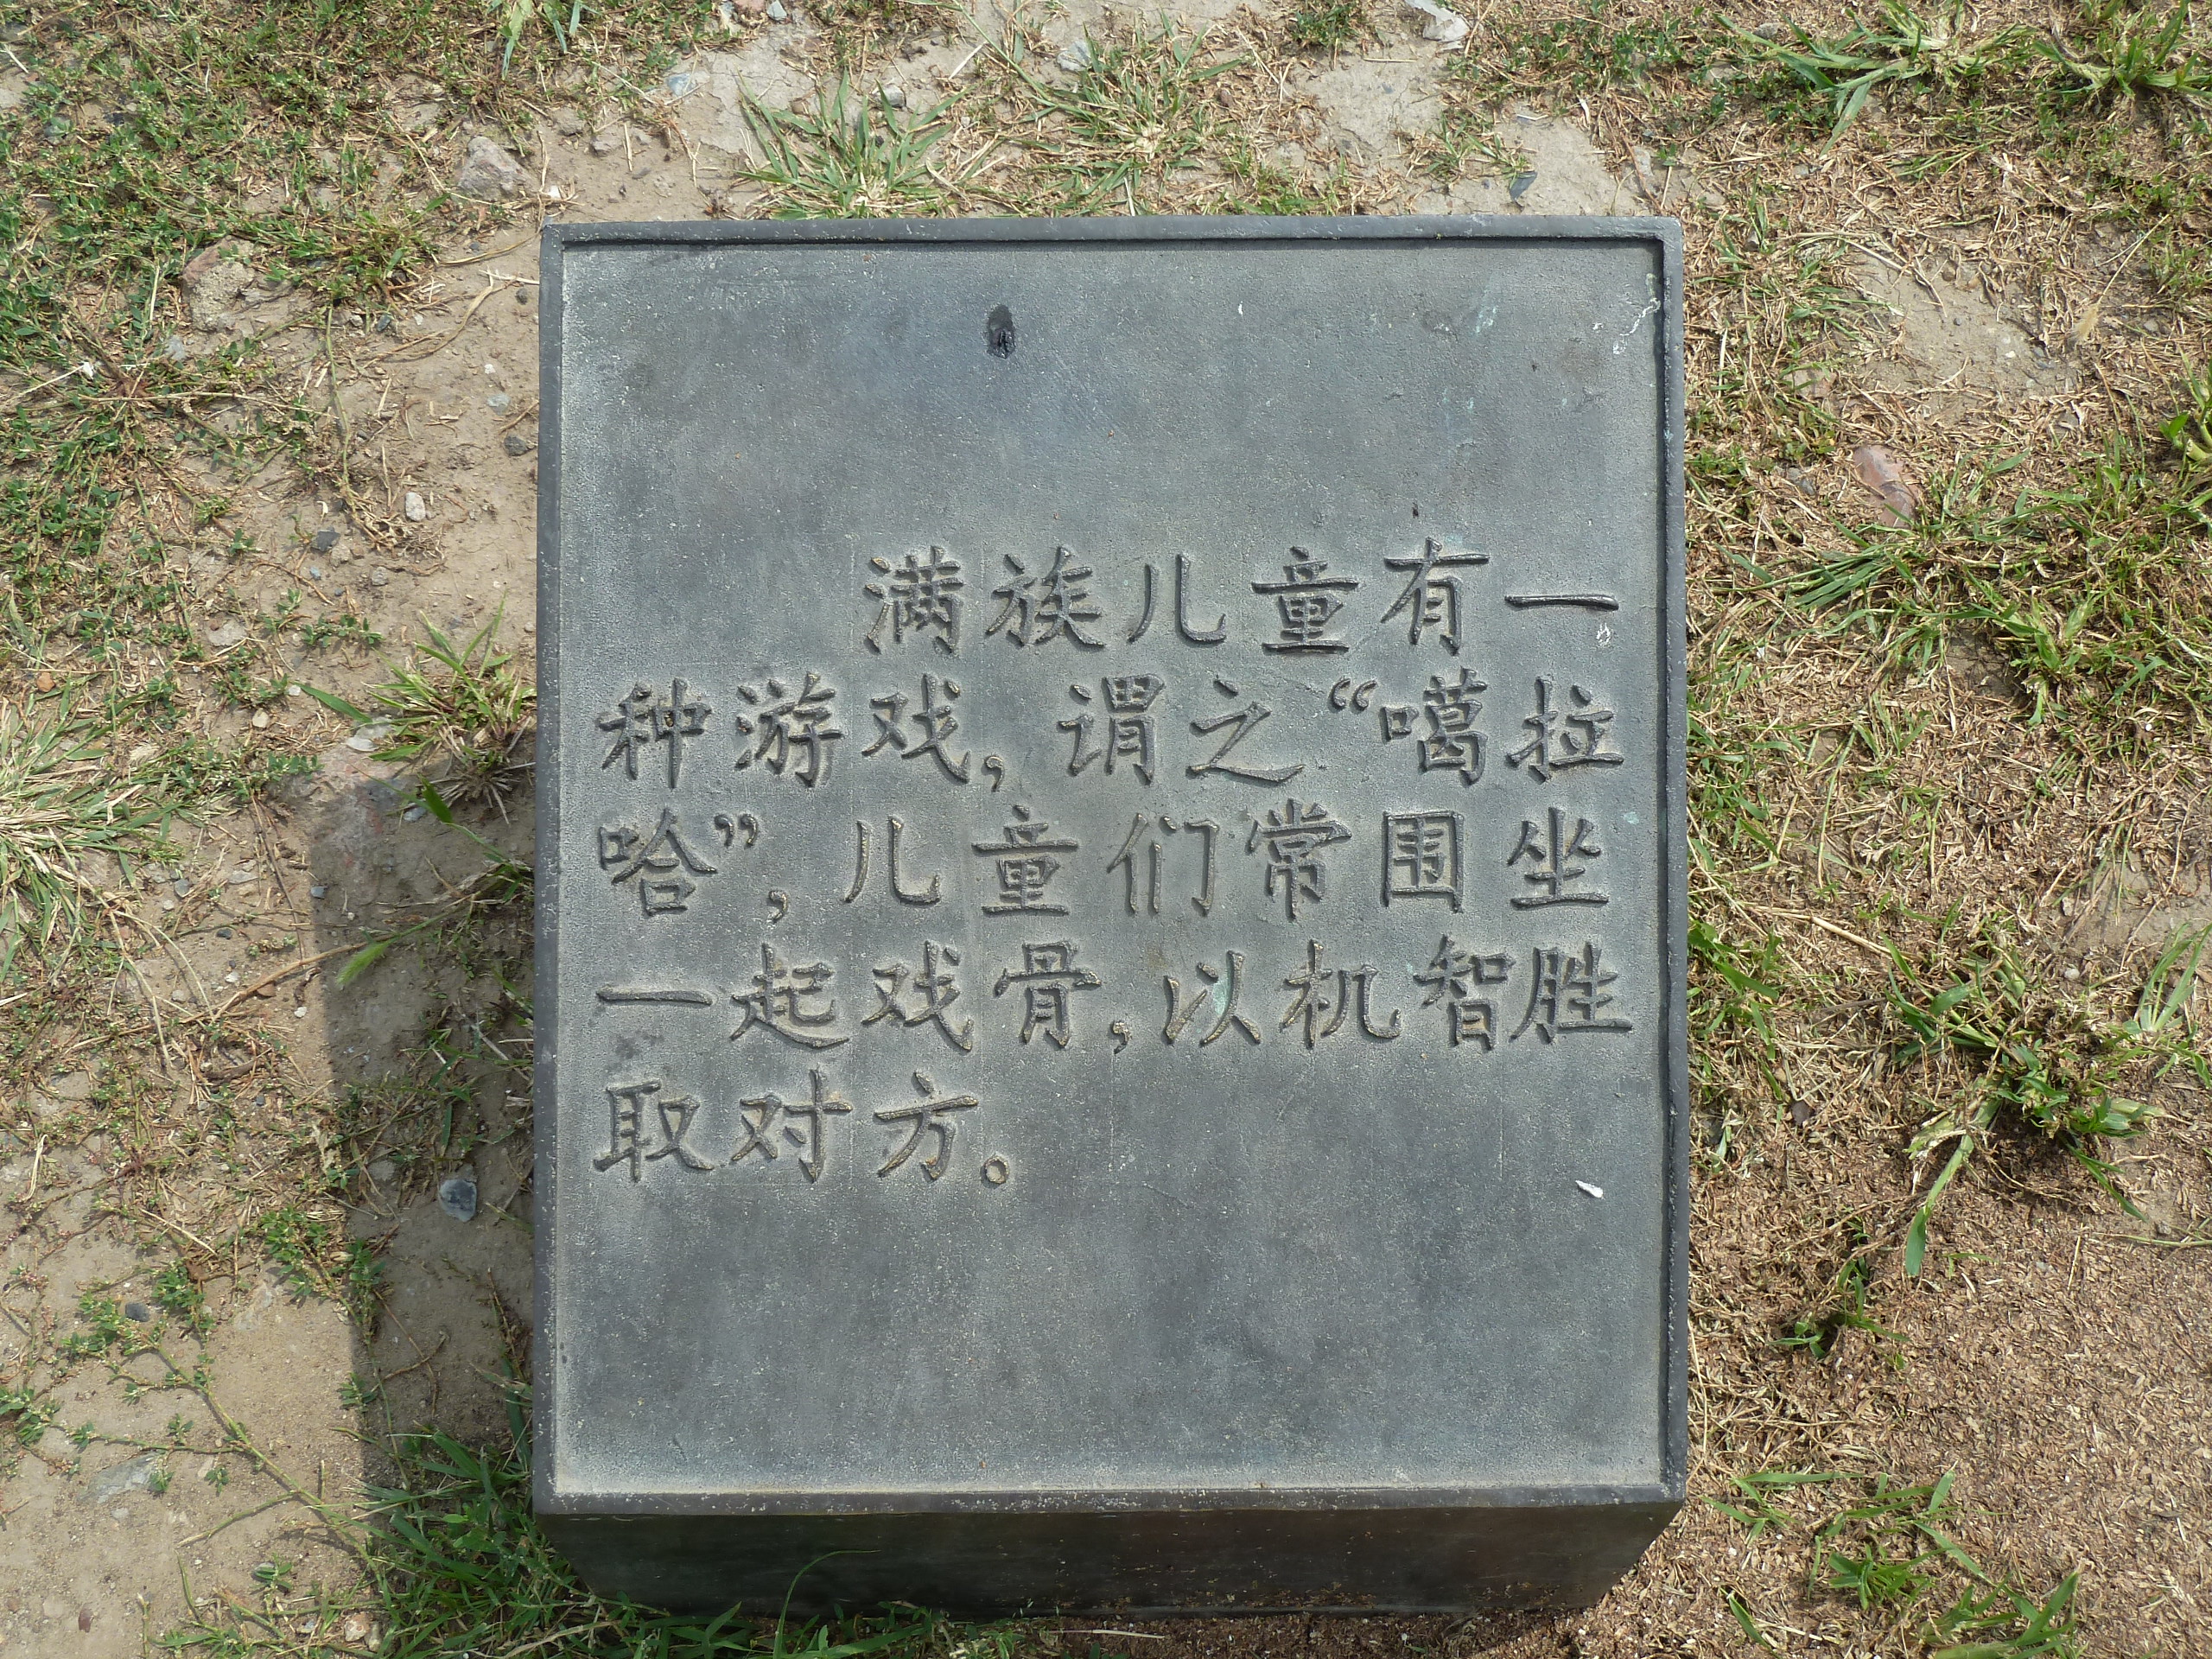 满族儿童有一
种游戏,谓之“噶拉
哈”,儿童们常围坐
一起戏骨,以机智胜
取对方。